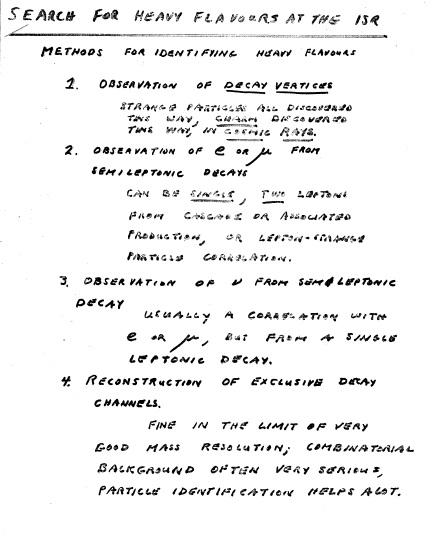 SEARCH FOR HEAVY FLAVOURS AT THE ISR
METHODS FOR IDENTIFYING HEAVY FLAVOURS
1. OBSERVATION OF DECAY VERTICES
STRANGE PARTICLES ALL DISCOVERED
THIS WAY, CHARM DISCOVERED
THIS WAY, IN COSMIC RAYS.
2. OBSERVATION OF e OR μ FROM
SEMILEPTONIC DECAYS
CAN BE SINGLE, TWO LEPTONS
FROM CASCADE OR ASSOCIATED
PRODUCTION, OR LEPTON-STRANGE
PARTICLE CORRELATION.
3. OBSERVATION OF ν FROM SEMILEPTONIC
DECAY
USUALLY A CORRELATION WITH
e OR μ, BUT FROM A SINGLE
LEPTONIC DECAY.
4. RECONSTRUCTION OF EXCLUSIVE DECAY
CHANNELS.
FINE IN THE LIMIT OF VERY
GOOD MASS RESOLUTION; COMBINATORIAL
BACKGROUND OFTEN VERY SERIOUS,
PARTICLE IDENTIFICATION HELPS A LOT.